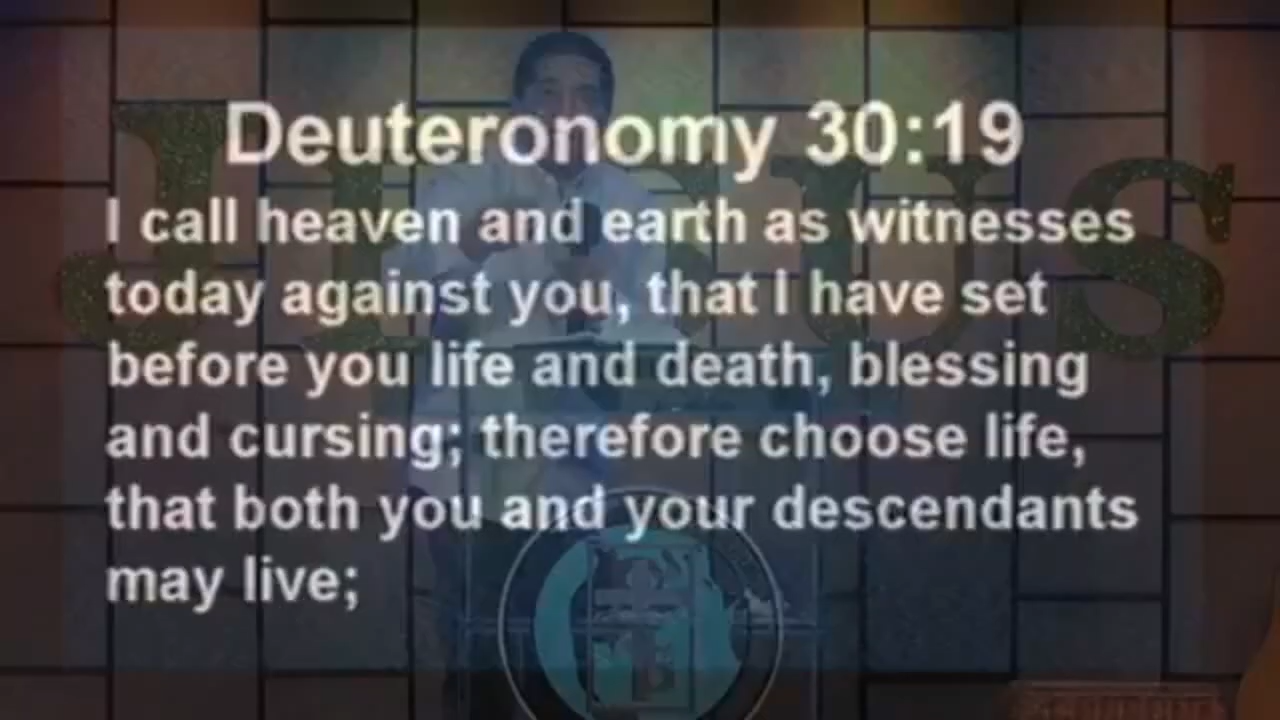 Deuteronomy 30:19
I call heaven and earth as witnesses
today against you, that I have set
before you life and death, blessing
and cursing; therefore choose life,
that both you and your descendants
may live;
JESUS